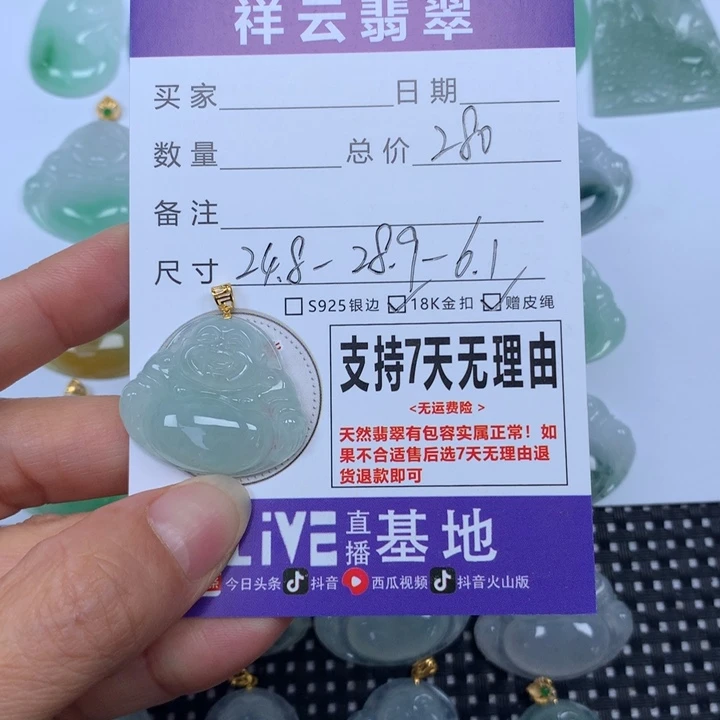 祥云翡翠
买家 日期
数量 总价 280
备注
尺寸 24.8-28.9-6.1
S925银边 18K金扣 赠皮绳
支持7天无理由
<无运费险>
天然翡翠有包容实属正常！如
果不合适售后选7天无理由退
货退款即可
LiVE 直播 基地
今日头条 抖音 西瓜视频 抖音火山版